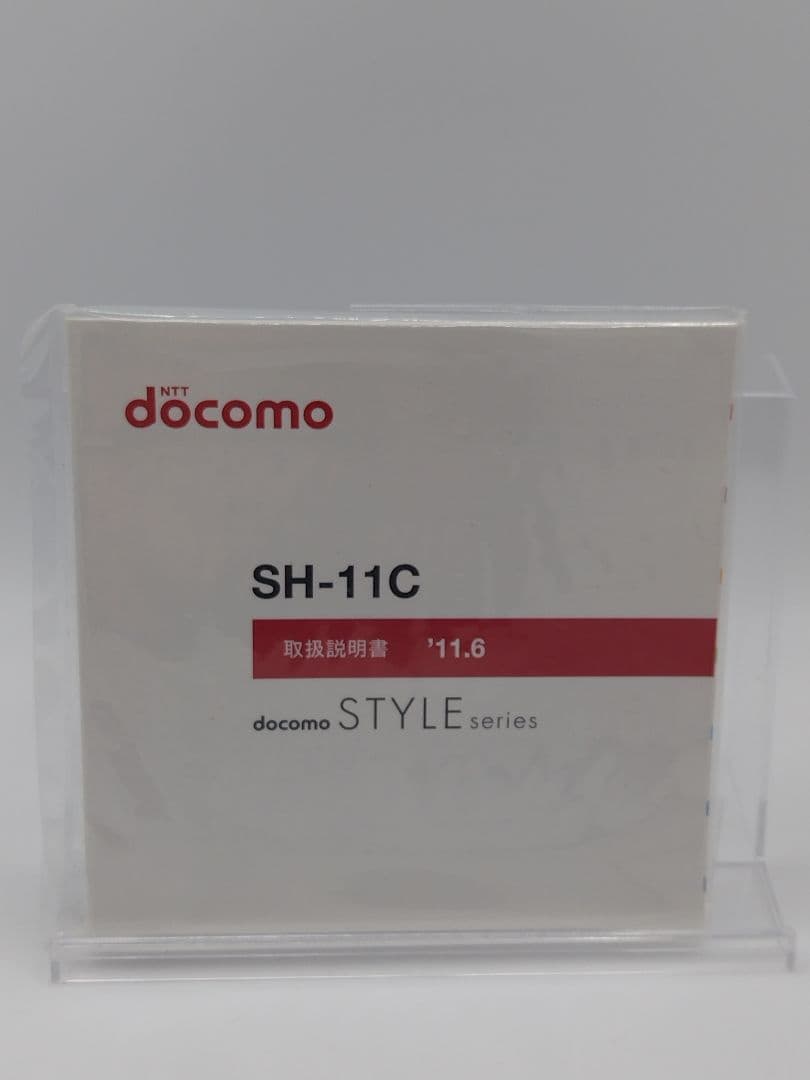 NTT
docomo
SH-11C
取扱説明書 ’11.6
docomo STYLE series